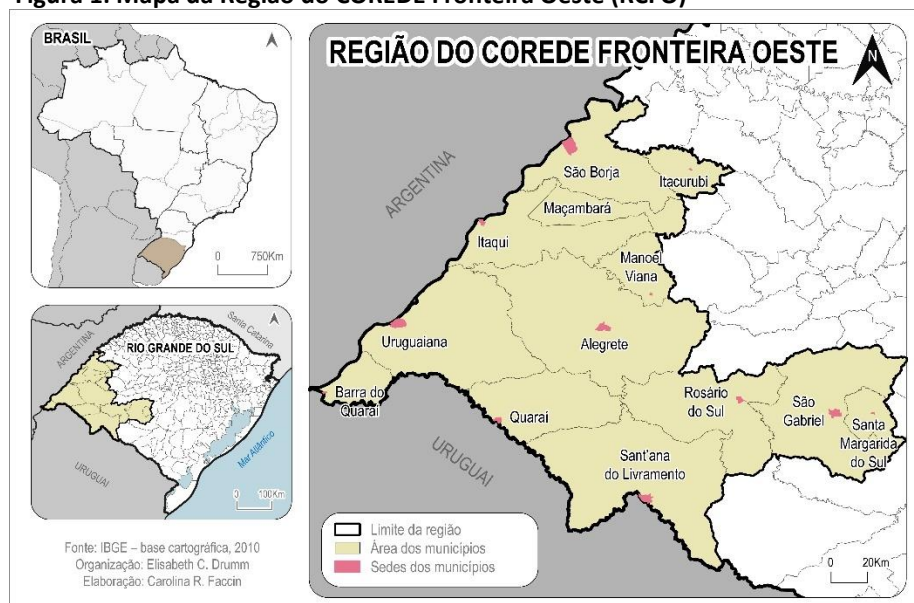 Figura 1: Mapa da Região do COREDE Fronteira Oeste (RCFO)
BRASIL
0 750Km
ARGENTINA
Santa Catarina
RIO GRANDE DO SUL
Mar Atlântico
URUGUAI
0 100Km
Fonte: IBGE – base cartográfica, 2010
Organização: Elisabeth C. Drumm
Elaboração: Carolina R. Faccin
REGIÃO DO COREDE FRONTEIRA OESTE
N
ARGENTINA
São Borja
Itacurubi
Maçambará
Itaqui
Manoel
Viana
Uruguaiana
Alegrete
Barra do
Quaraí
Quaraí
Rosário
do Sul
São
Gabriel
Santa
Margarida
do Sul
Sant'ana
do Livramento
URUGUAI
Limite da região
Área dos municípios
Sedes dos municípios
0 20Km